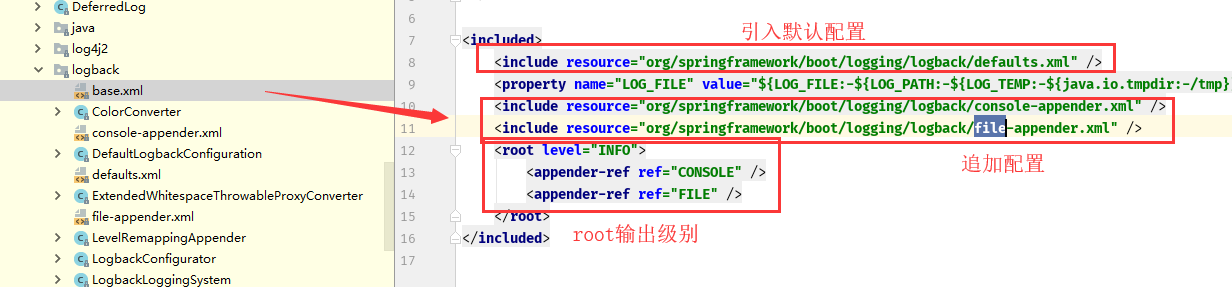 DeferredLog
java
log4j2
logback
base.xml
ColorConverter
console-appender.xml
DefaultLogbackConfiguration
defaults.xml
ExtendedWhitespaceThrowableProxyConverter
file-appender.xml
LevelRemappingAppender
LogbackConfigurator
LogbackLoggingSystem
6
引入默认配置
7 <included>
8 <include resource="org/springframework/boot/logging/logback/defaults.xml" />
9 <property name="LOG_FILE" value="${LOG_FILE:-${LOG_PATH:-${LOG_TEMP:-${java.io.tmpdir:-/tmp}
10 <include resource="org/springframework/boot/logging/logback/console-appender.xml" />
11 <include resource="org/springframework/boot/logging/logback/file-appender.xml" />
追加配置
12 <root level="INFO">
13 <appender-ref ref="CONSOLE" />
14 <appender-ref ref="FILE" />
15 </root>
root输出级别
16 </included>
17